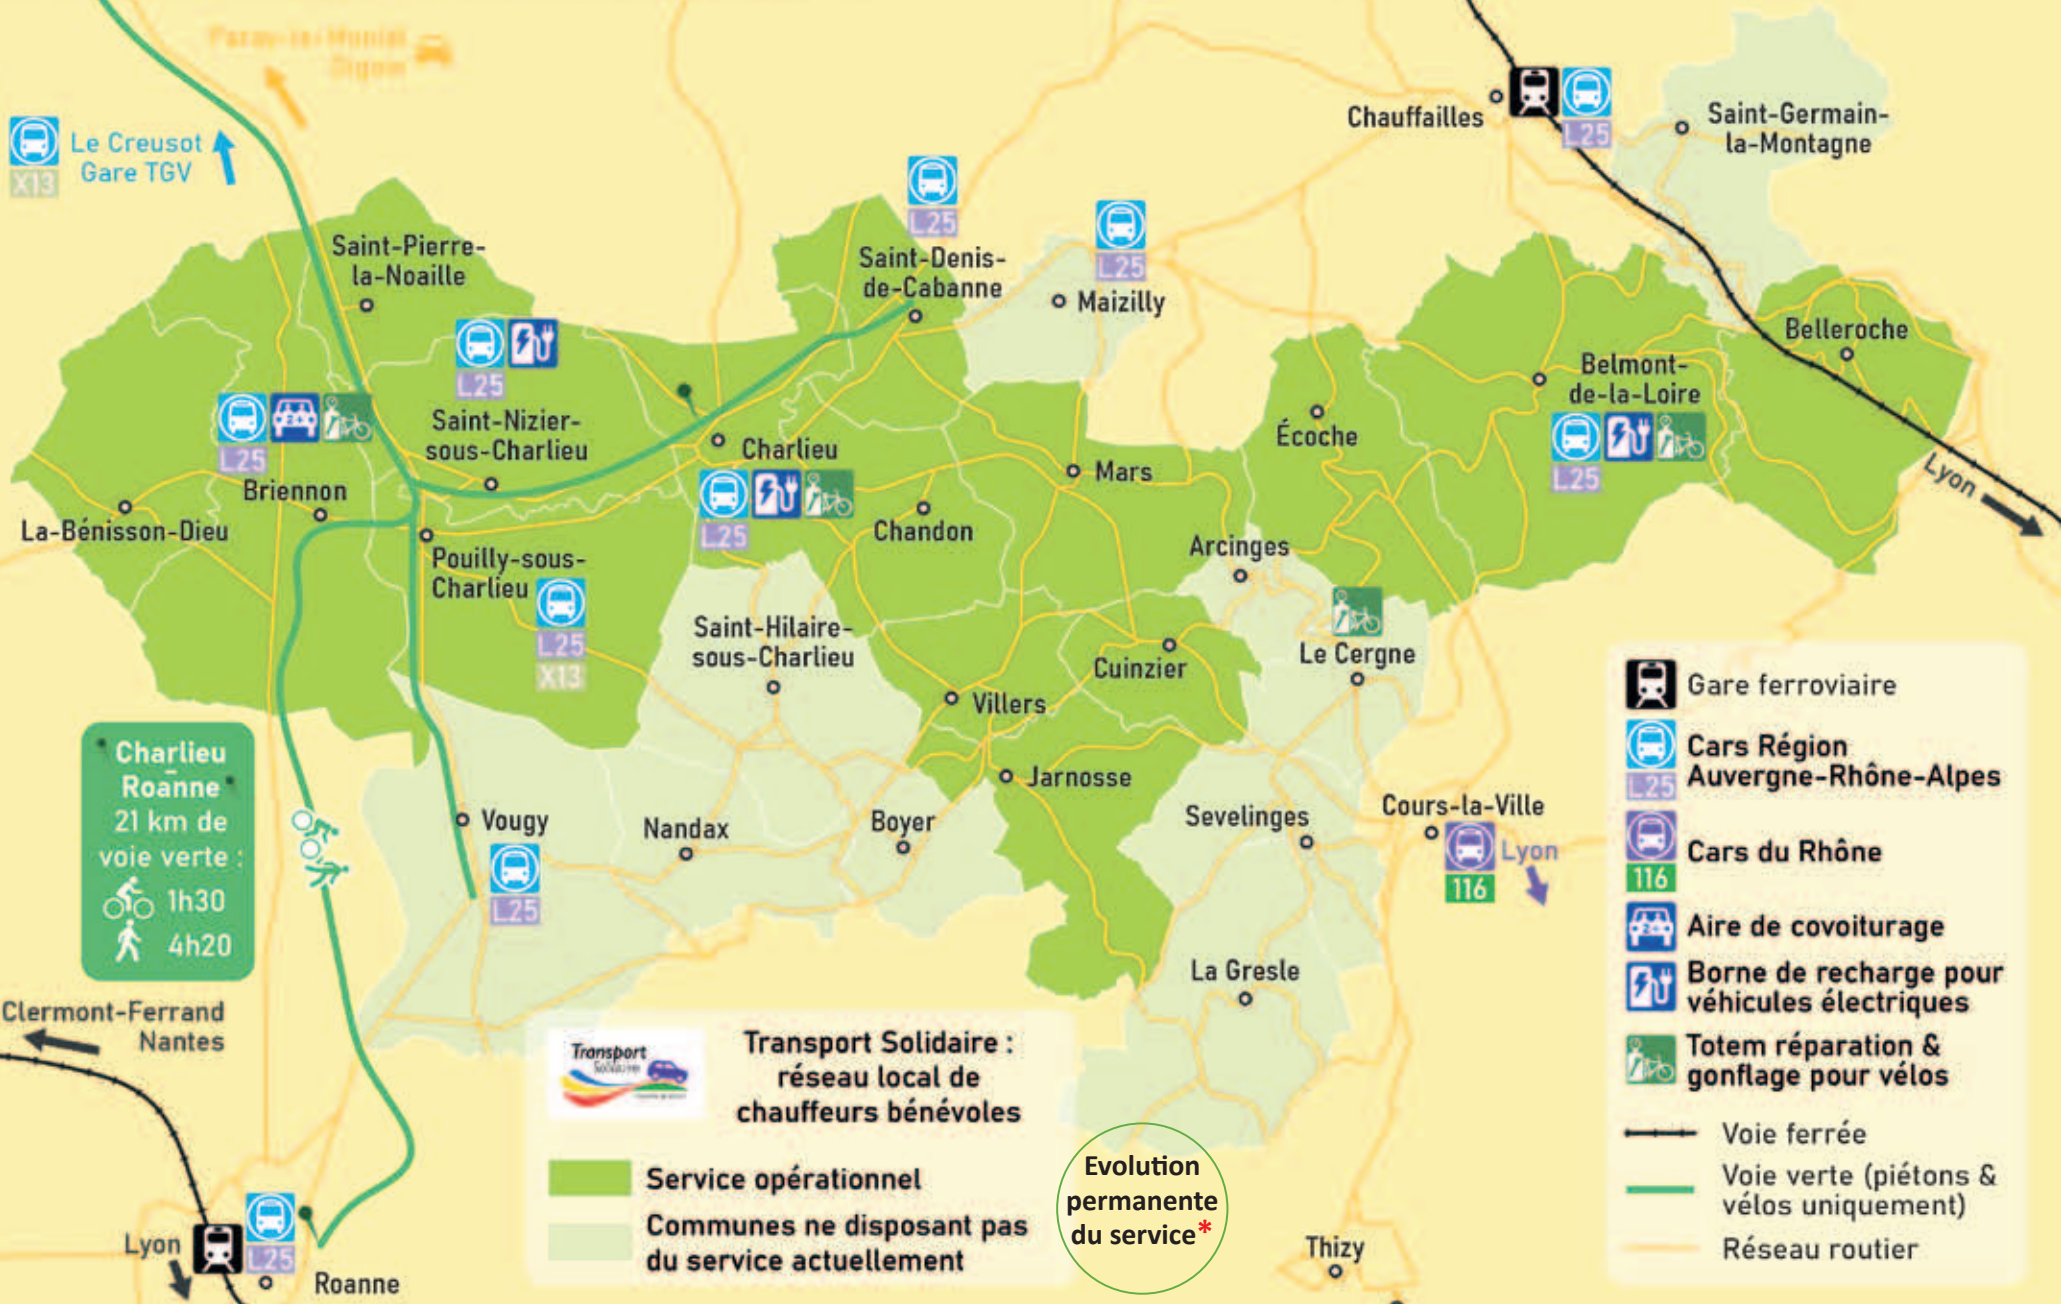 Paray-le-Monial
Digoin
Le Creusot
Gare TGV
X13
Chauffailles
L25
Saint-Germain-
la-Montagne
Saint-Pierre-
la-Noaille
L25
Saint-Denis-
de-Cabanne
L25
Maizilly
Belleroche
L25
Saint-Nizier-
sous-Charlieu
L25
Briennon
La-Bénisson-Dieu
Charlieu
L25
Mars
Chandon
Écoche
Belmont-
de-la-Loire
L25
Lyon
Pouilly-sous-
Charlieu
L25
X13
Arcinges
Saint-Hilaire-
sous-Charlieu
Cuinzier
Le Cergne
Villers
Jarnosse
Vougy
L25
Nandax
Boyer
Sevelinges
Cours-la-Ville
116
Lyon
La Gresle
Thizy
Charlieu
–
Roanne
21 km de
voie verte :
1h30
4h20
Clermont-Ferrand
Nantes
Lyon
L25
Roanne
Transport
Solidaire
Transport Solidaire :
réseau local de
chauffeurs bénévoles
Service opérationnel
Communes ne disposant pas
du service actuellement
Evolution
permanente
du service*
Gare ferroviaire
Cars Région
Auvergne-Rhône-Alpes
L25
Cars du Rhône
116
Aire de covoiturage
Borne de recharge pour
véhicules électriques
Totem réparation &
gonflage pour vélos
Voie ferrée
Voie verte (piétons &
vélos uniquement)
Réseau routier